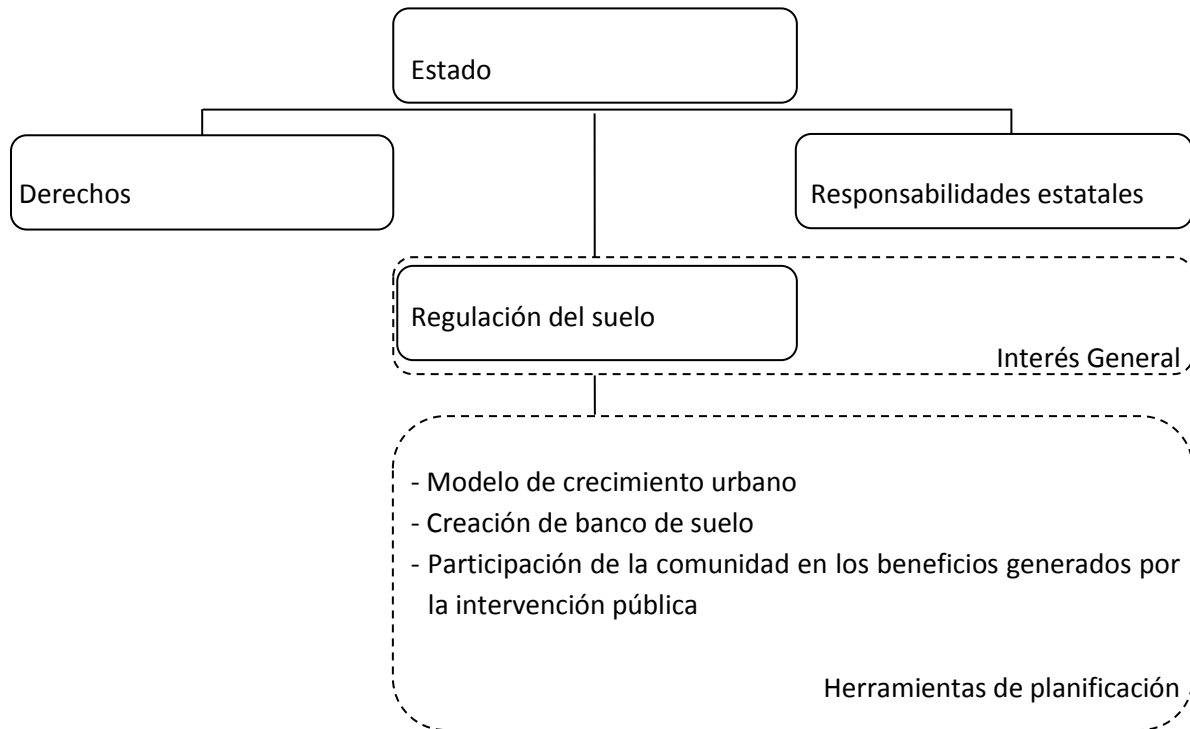 Estado
Derechos
Responsabilidades estatales
Regulación del suelo
Interés General
- Modelo de crecimiento urbano
- Creación de banco de suelo
- Participación de la comunidad en los beneficios generados por
la intervención pública
Herramientas de planificación